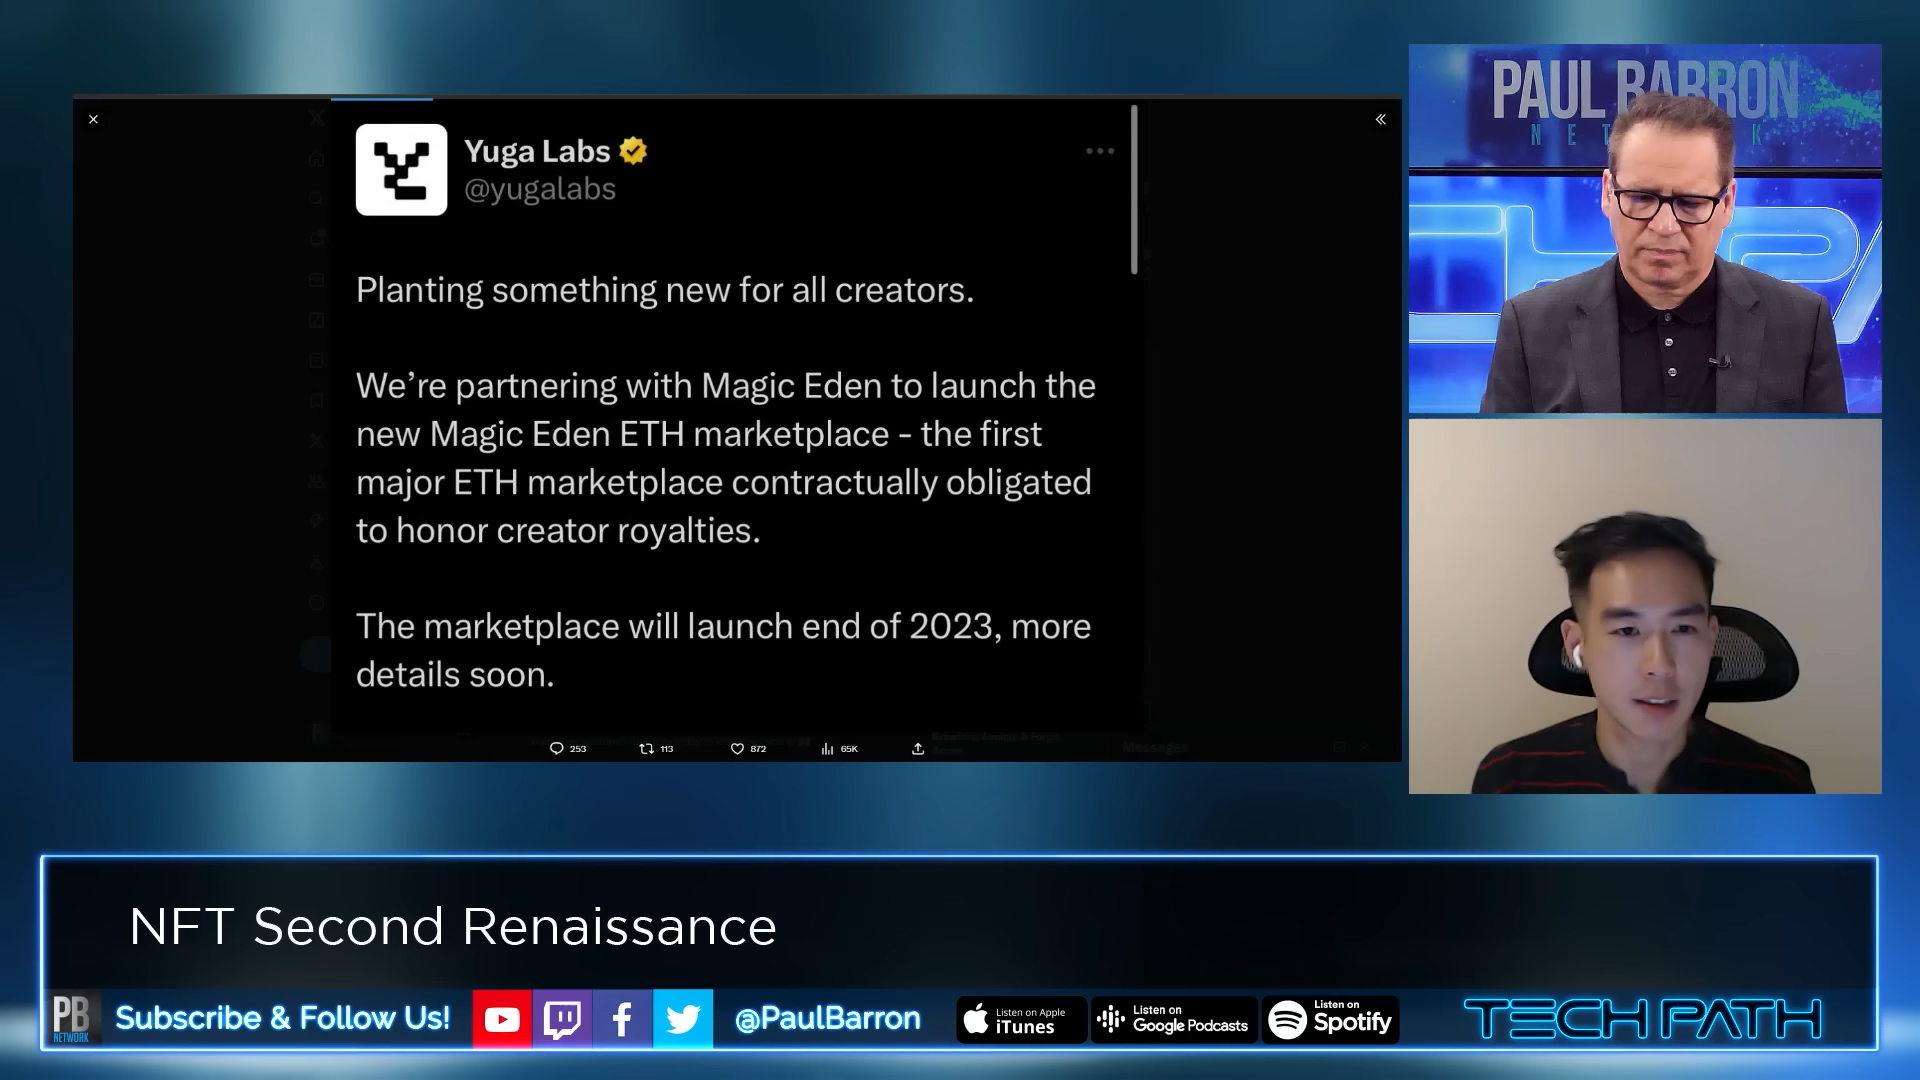 PAUL BARRON
Yuga Labs
@yugalabs
Planting something new for all creators.
We're partnering with Magic Eden to launch the
new Magic Eden ETH marketplace - the first
major ETH marketplace contractually obligated
to honor creator royalties.
The marketplace will launch end of 2023, more
details soon.
253
113
872
65K
Messages
NFT Second Renaissance
PB
NETWORK
Subscribe & Follow Us!
@PaulBarron
Listen on Apple
iTunes
Listen on
Google Podcasts
Listen on
Spotify
TECH PATH